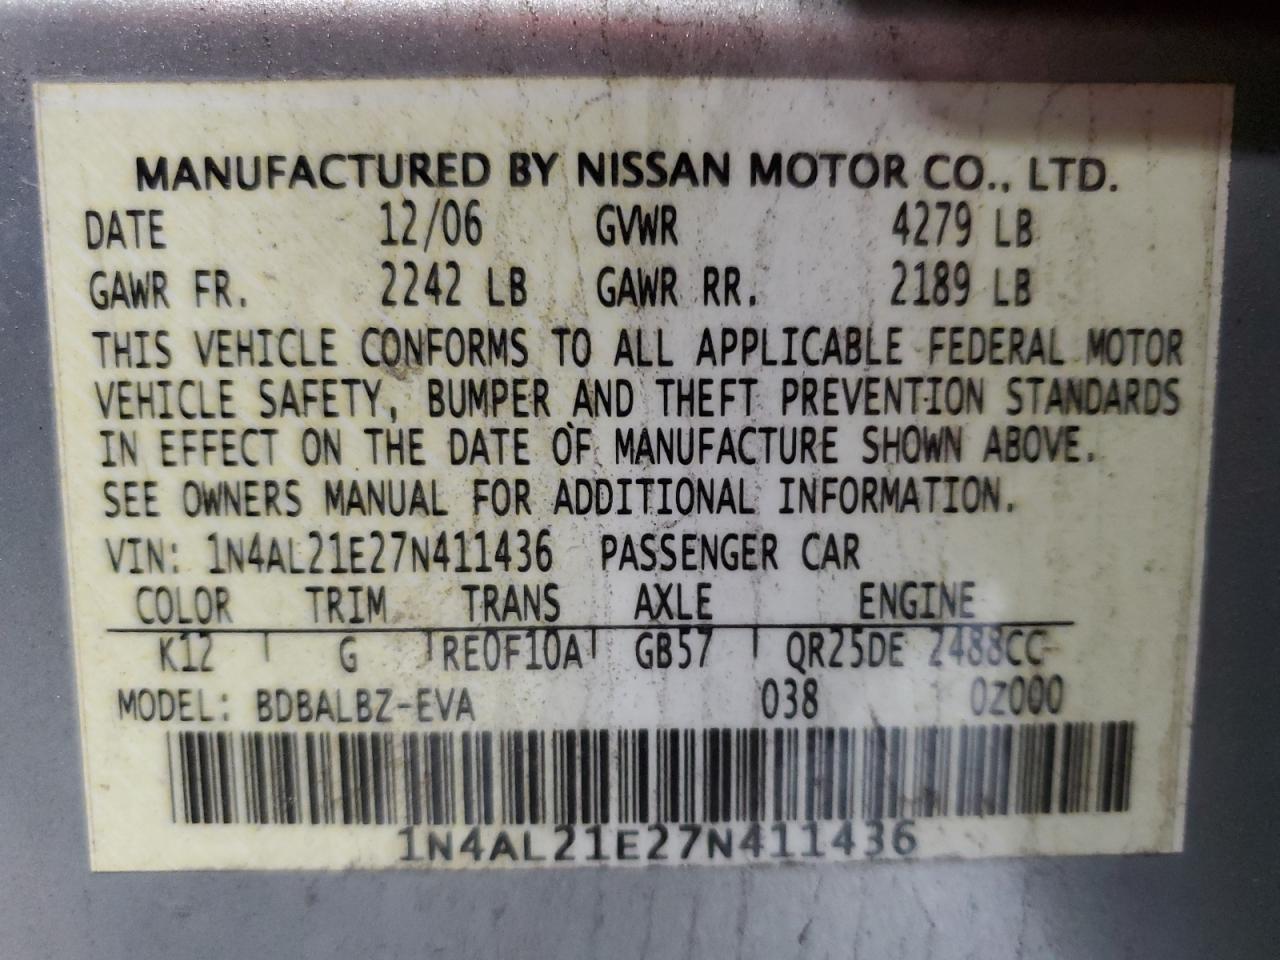 MANUFACTURED BY NISSAN MOTOR CO., LTD.
DATE 12/06 GVWR 4279 LB
GAWR FR. 2242 LB GAWR RR. 2189 LB
THIS VEHICLE CONFORMS TO ALL APPLICABLE FEDERAL MOTOR
VEHICLE SAFETY, BUMPER AND THEFT PREVENTION STANDARDS
IN EFFECT ON THE DATE OF MANUFACTURE SHOWN ABOVE.
SEE OWNERS MANUAL FOR ADDITIONAL INFORMATION.
VIN: 1N4AL21E27N411436 PASSENGER CAR
COLOR TRIM TRANS AXLE ENGINE
K12 G RE0F10A GB57 QR25DE 2488CC
MODEL: BDBALBZ-EVA 038 0Z000
1N4AL21E27N411436